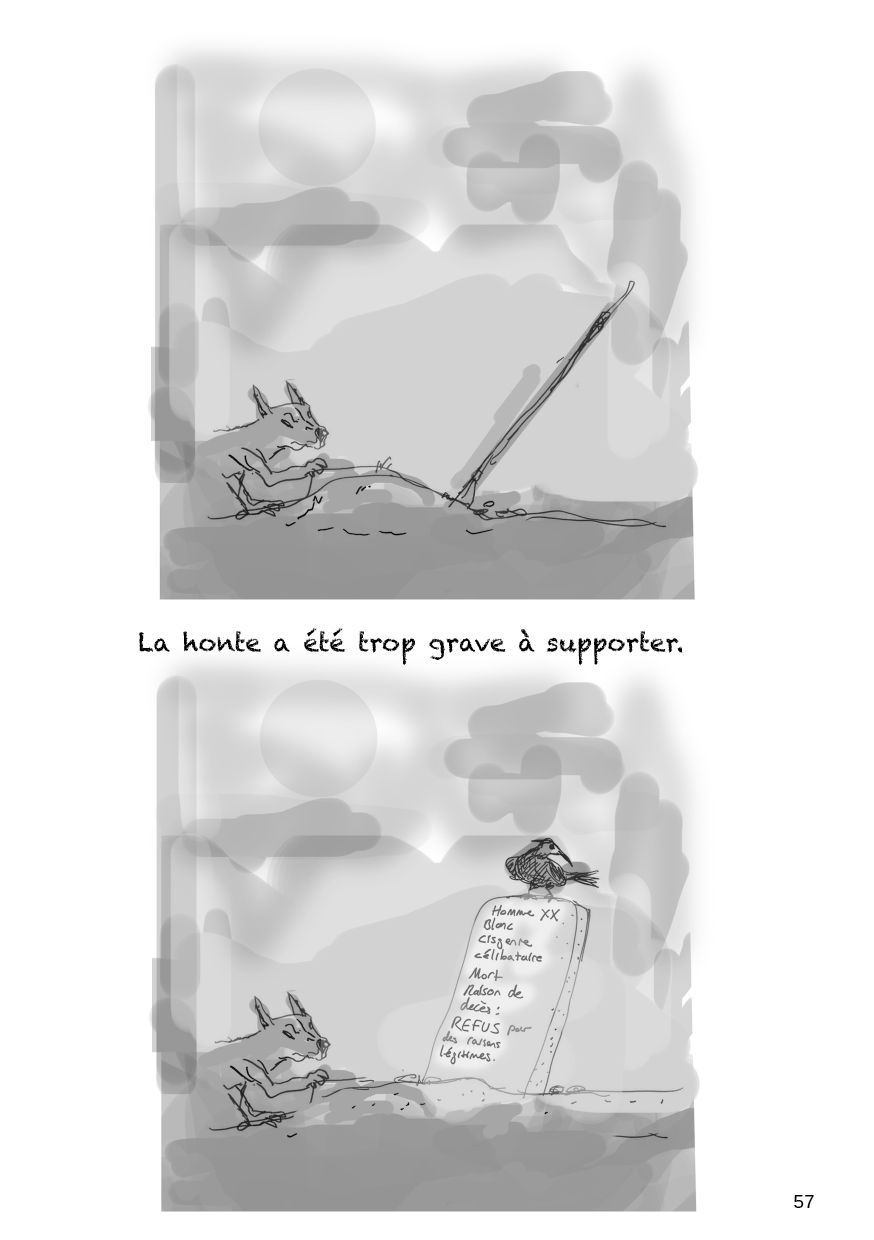 La honte a été trop grave à supporter.
Homme XX
Blanc
cisgenre
célibataire
Mort
Raison de
decès :
REFUS pour
des raisons
légitimes.
57